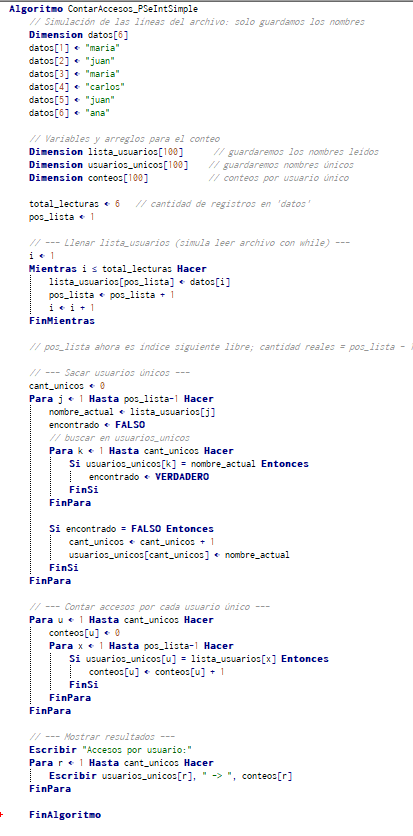 Algoritmo ContarAccesos_PSeIntSimple
// Simulación de las líneas del archivo: solo guardamos los nombres
Dimension datos[6]
datos[1] ← "maria"
datos[2] ← "juan"
datos[3] ← "maria"
datos[4] ← "carlos"
datos[5] ← "juan"
datos[6] ← "ana"
// Variables y arreglos para el conteo
Dimension lista_usuarios[100] // guardaremos los nombres leídos
Dimension usuarios_unicos[100] // guardaremos nombres únicos
Dimension conteos[100] // conteos por usuario único
total_lecturas ← 6 // cantidad de registros en 'datos'
pos_lista ← 1
// --- Llenar lista_usuarios (simula leer archivo con while) ---
i ← 1
Mientras i ≤ total_lecturas Hacer
lista_usuarios[pos_lista] ← datos[i]
pos_lista ← pos_lista + 1
i ← i + 1
FinMientras
// pos_lista ahora es índice siguiente libre; cantidad reales = pos_lista - 1
// --- Sacar usuarios únicos ---
cant_unicos ← 0
Para j ← 1 Hasta pos_lista-1 Hacer
nombre_actual ← lista_usuarios[j]
encontrado ← FALSO
// buscar en usuarios_unicos
Para k ← 1 Hasta cant_unicos Hacer
Si usuarios_unicos[k] = nombre_actual Entonces
encontrado ← VERDADERO
FinSi
FinPara
Si encontrado = FALSO Entonces
cant_unicos ← cant_unicos + 1
usuarios_unicos[cant_unicos] ← nombre_actual
FinSi
FinPara
// --- Contar accesos por cada usuario único ---
Para u ← 1 Hasta cant_unicos Hacer
conteos[u] ← 0
Para x ← 1 Hasta pos_lista-1 Hacer
Si usuarios_unicos[u] = lista_usuarios[x] Entonces
conteos[u] ← conteos[u] + 1
FinSi
FinPara
FinPara
// --- Mostrar resultados ---
Escribir "Accesos por usuario:"
Para r ← 1 Hasta cant_unicos Hacer
Escribir usuarios_unicos[r], " -> ", conteos[r]
FinPara
FinAlgoritmo